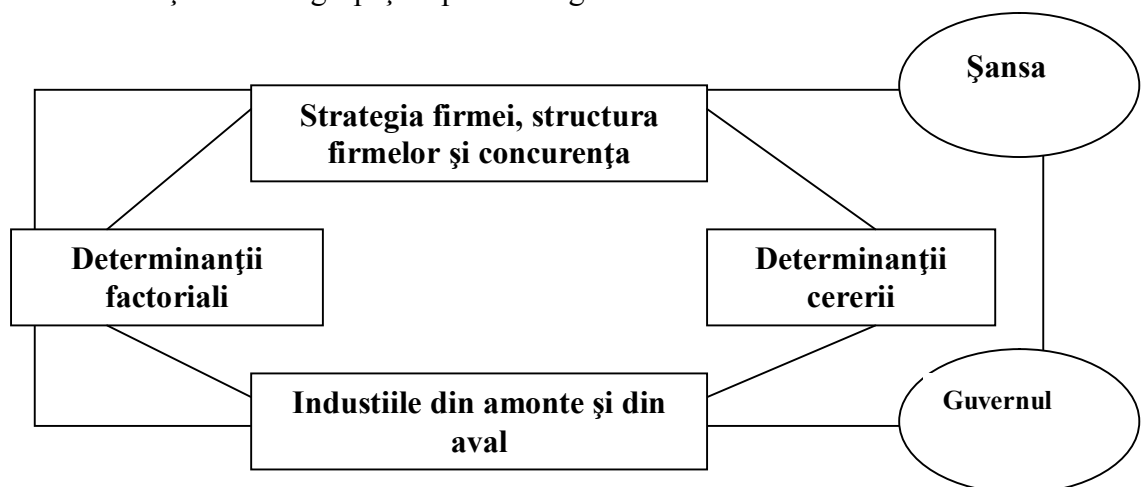 Şansa
Strategia firmei, structura
firmelor şi concurenţa
Determinanţii
factoriali
Determinanţii
cererii
Industiile din amonte şi din
aval
Guvernul